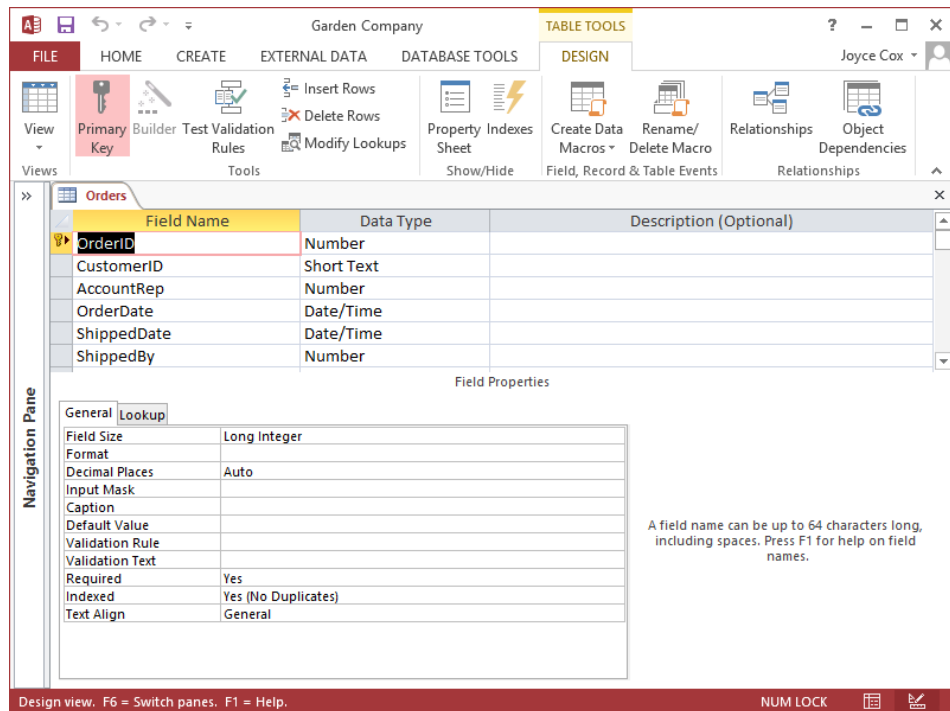 Garden Company
TABLE TOOLS
?
FILE HOME CREATE EXTERNAL DATA DATABASE TOOLS DESIGN Joyce Cox
View
Primary Key
Builder
Test Validation Rules
Insert Rows
Delete Rows
Modify Lookups
Property Sheet
Indexes
Create Data Macros
Rename/ Delete Macro
Relationships
Object Dependencies
Views Tools Show/Hide Field, Record & Table Events Relationships
Orders
Field Name Data Type Description (Optional)
OrderID Number
CustomerID Short Text
AccountRep Number
OrderDate Date/Time
ShippedDate Date/Time
ShippedBy Number
Navigation Pane
Field Properties
General Lookup
Field Size Long Integer
Format
Decimal Places Auto
Input Mask
Caption
Default Value
Validation Rule
Validation Text
Required Yes
Indexed Yes (No Duplicates)
Text Align General
A field name can be up to 64 characters long,
including spaces. Press F1 for help on field
names.
Design view. F6 = Switch panes. F1 = Help. NUM LOCK